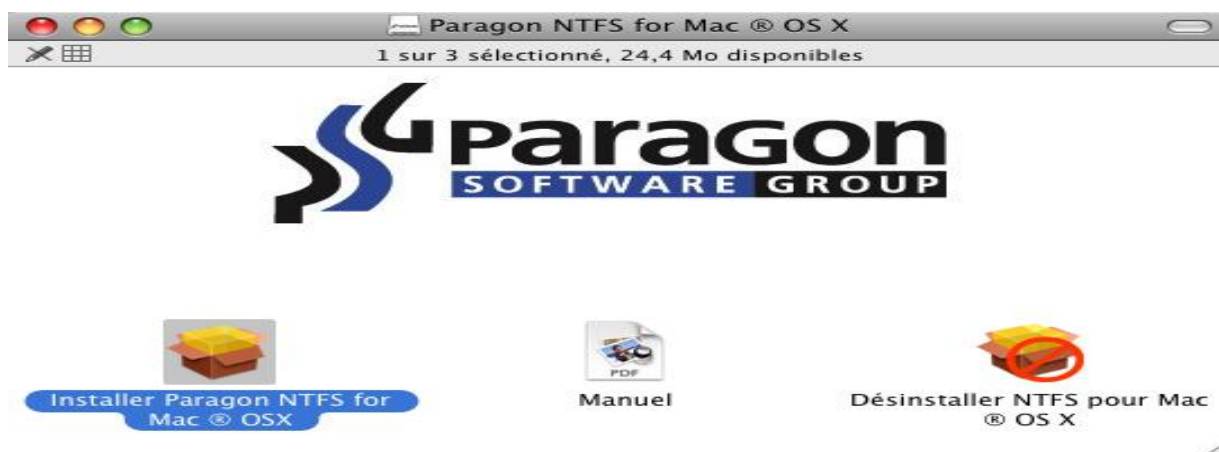 Paragon NTFS for Mac ® OS X
1 sur 3 sélectionné, 24,4 Mo disponibles
Paragon
SOFTWARE GROUP
Installer Paragon NTFS for
Mac ® OSX
PDF
Manuel
Désinstaller NTFS pour Mac
® OS X